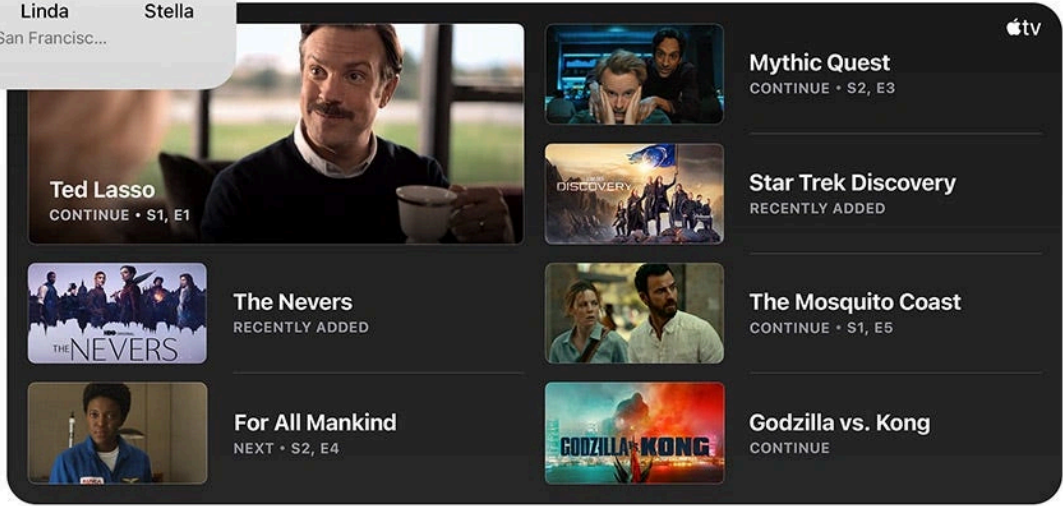 Linda Stella
San Francisc...
tv
Ted Lasso
CONTINUE • S1, E1
THE NEVERS
The Nevers
RECENTLY ADDED
For All Mankind
NEXT • S2, E4
Mythic Quest
CONTINUE • S2, E3
DISCOVERY
Star Trek Discovery
RECENTLY ADDED
The Mosquito Coast
CONTINUE • S1, E5
GODZILLA VS KONG
Godzilla vs. Kong
CONTINUE